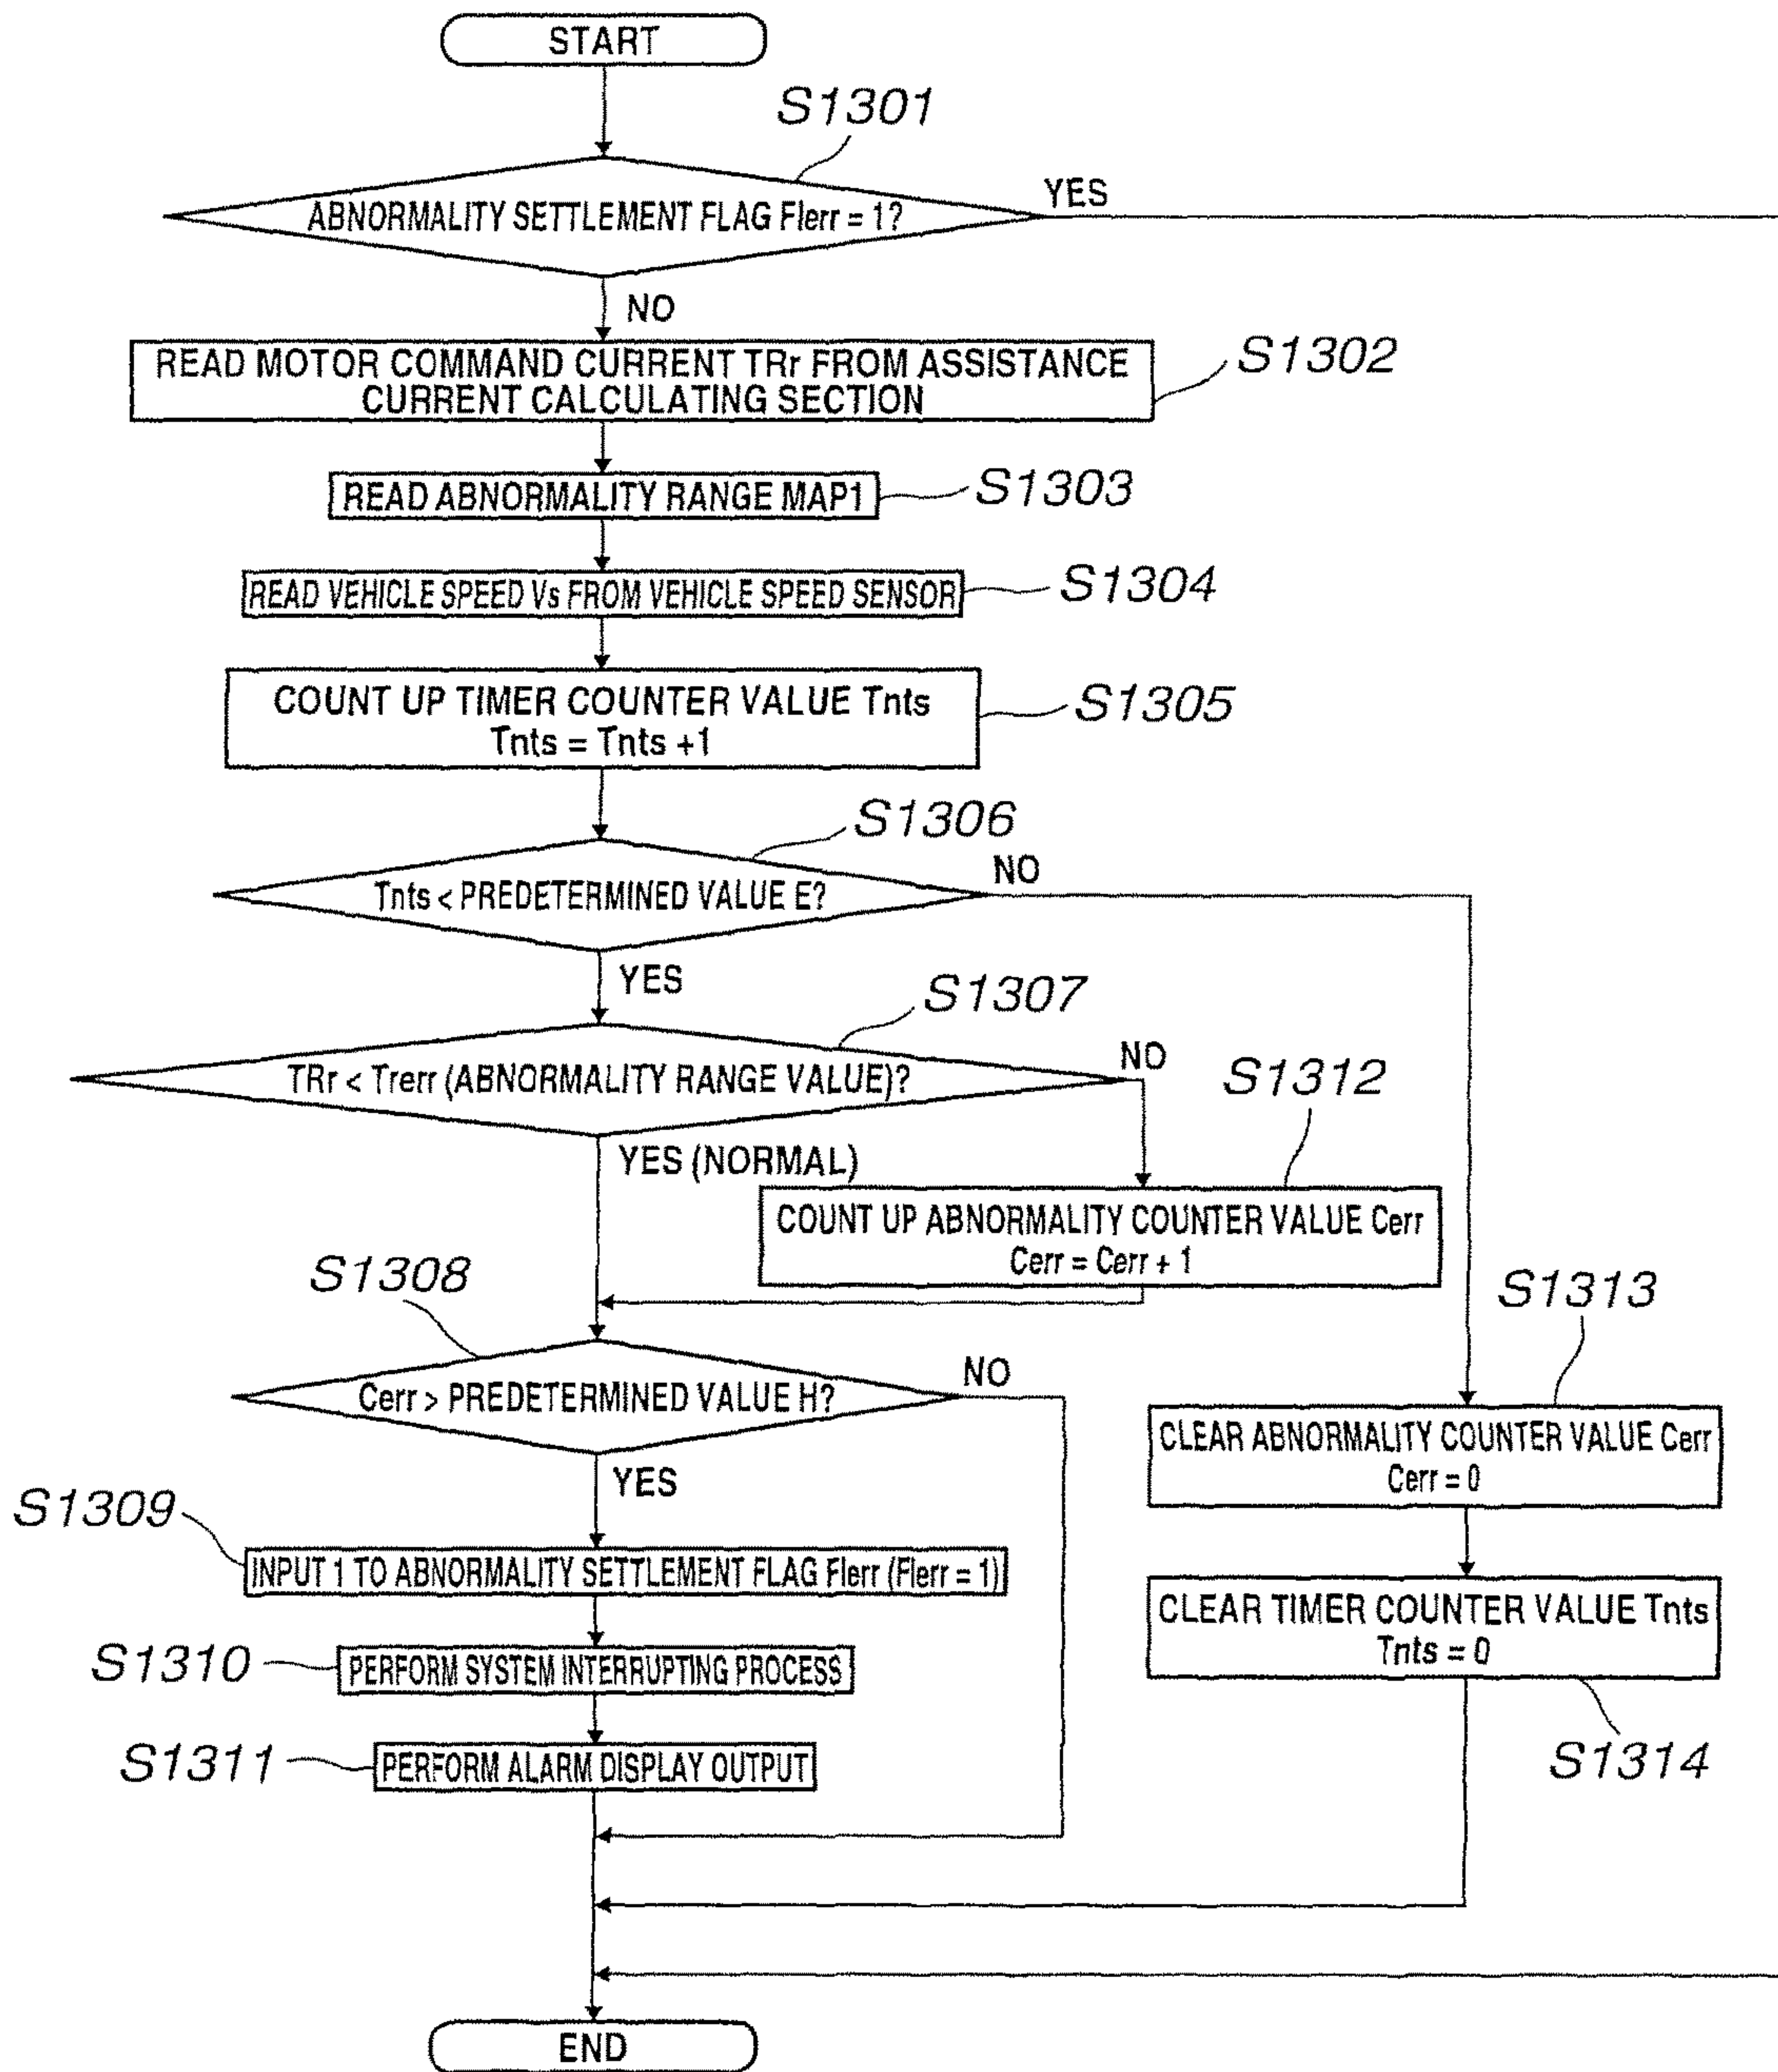 START
S1301
ABNORMALITY SETTLEMENT FLAG Flerr = 1?
YES
NO
READ MOTOR COMMAND CURRENT TRr FROM ASSISTANCE
CURRENT CALCULATING SECTION
S1302
READ ABNORMALITY RANGE MAP1
S1303
READ VEHICLE SPEED Vs FROM VEHICLE SPEED SENSOR
S1304
COUNT UP TIMER COUNTER VALUE Tnts
Tnts = Tnts +1
S1305
S1306
Tnts < PREDETERMINED VALUE E?
NO
YES
S1307
TRr < Trerr (ABNORMALITY RANGE VALUE)?
NO
S1312
YES (NORMAL)
COUNT UP ABNORMALITY COUNTER VALUE Cerr
Cerr = Cerr + 1
S1308
S1313
Cerr > PREDETERMINED VALUE H?
NO
YES
CLEAR ABNORMALITY COUNTER VALUE Cerr
Cerr = 0
S1309
INPUT 1 TO ABNORMALITY SETTLEMENT FLAG Flerr (Flerr = 1)
CLEAR TIMER COUNTER VALUE Tnts
Tnts = 0
S1310
PERFORM SYSTEM INTERRUPTING PROCESS
S1311
PERFORM ALARM DISPLAY OUTPUT
S1314
END